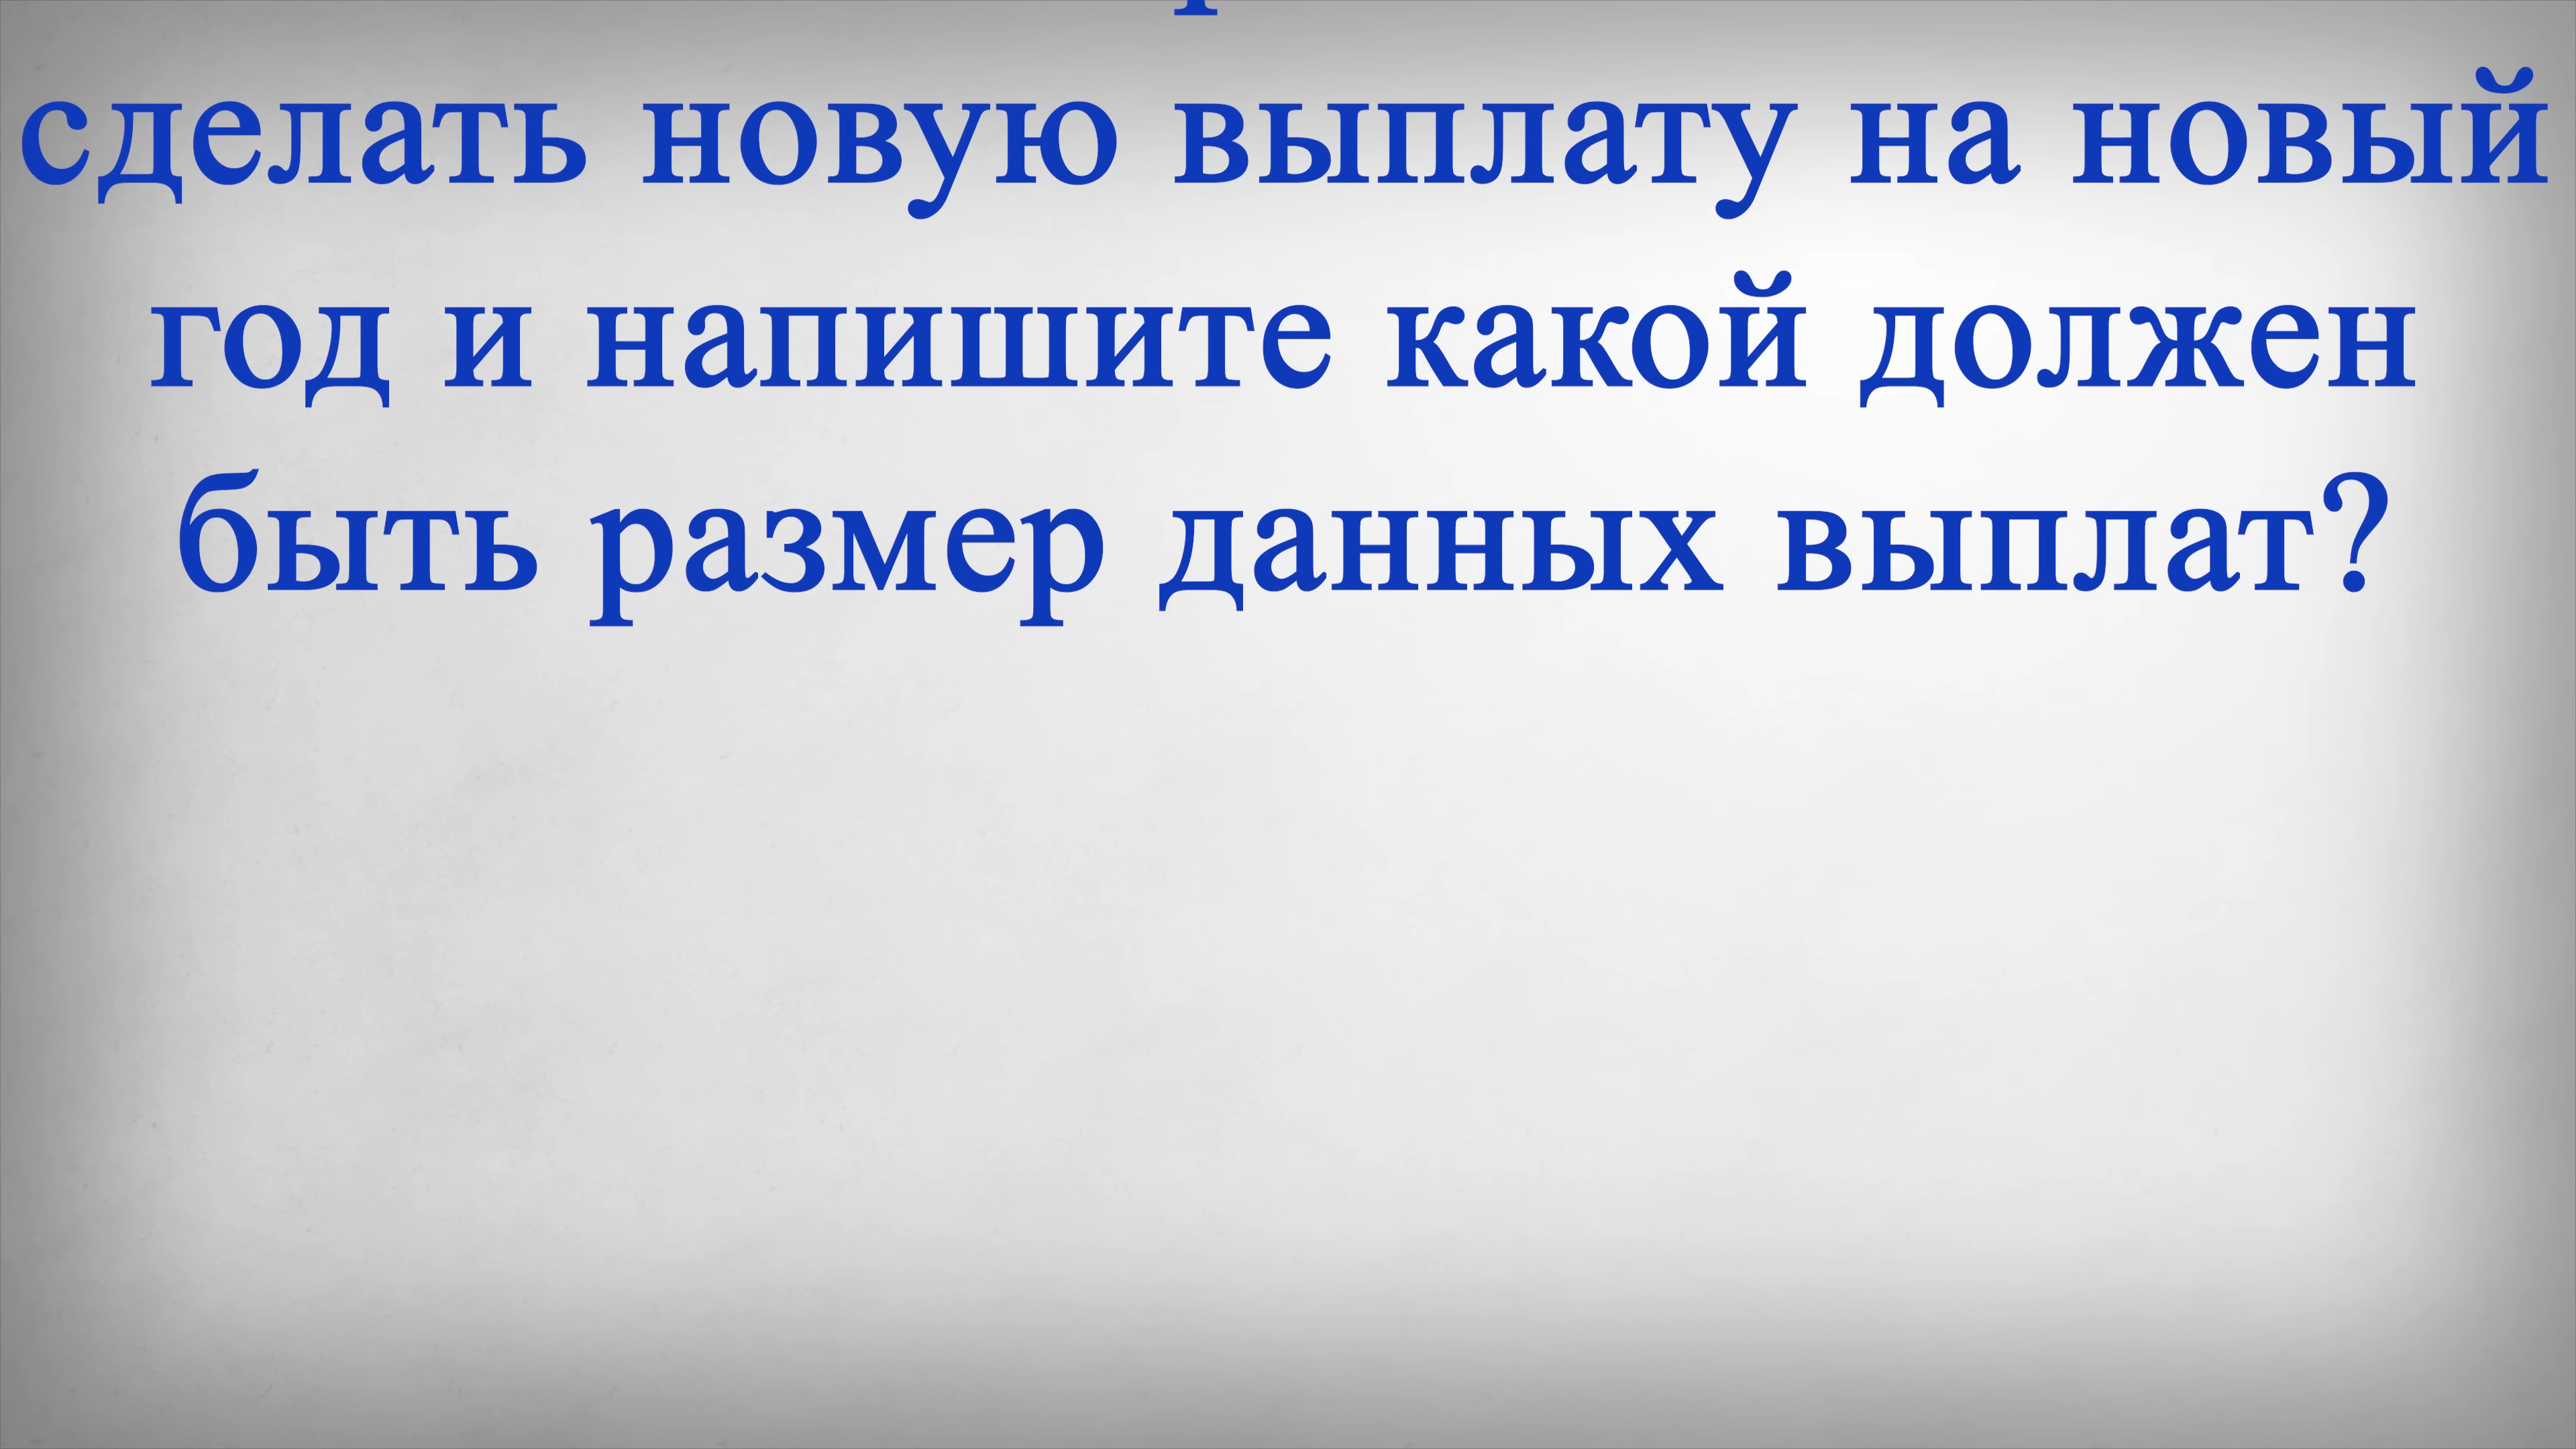 сделать новую выплату на новый
год и напишите какой должен
быть размер данных выплат?